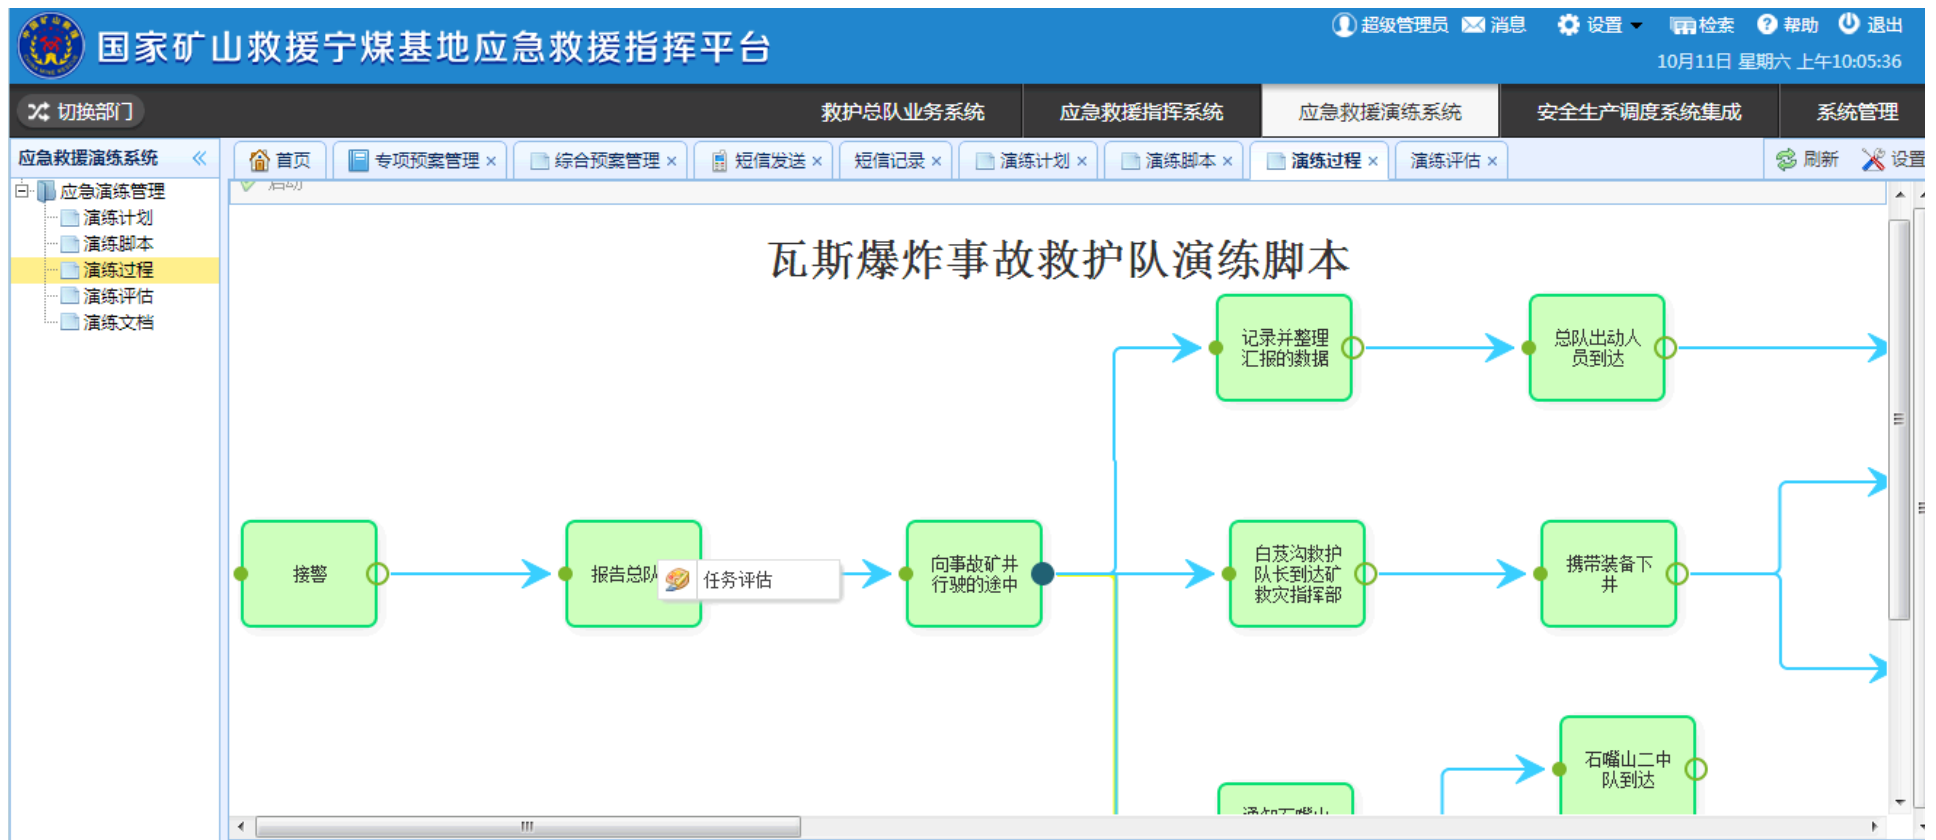 国家矿山救援宁煤基地应急救援指挥平台
超级管理员 消息 设置 检索 帮助 退出
10月11日 星期六 上午10:05:36
切换部门
救护总队业务系统 应急救援指挥系统 应急救援演练系统 安全生产调度系统集成 系统管理
应急救援演练系统
首页 专项预案管理 × 综合预案管理 × 短信发送 × 短信记录 × 演练计划 × 演练脚本 × 演练过程 × 演练评估 ×
刷新 设置
应急演练管理
演练计划
演练脚本
演练过程
演练评估
演练文档
启动
瓦斯爆炸事故救护队演练脚本
记录并整理
汇报的数据
总队出动人
员到达
接警
报告总队
任务评估
向事故矿井
行驶的途中
白芨沟救护
队长到达矿
救灾指挥部
携带装备下
井
石嘴山二中
队到达
通知石嘴山